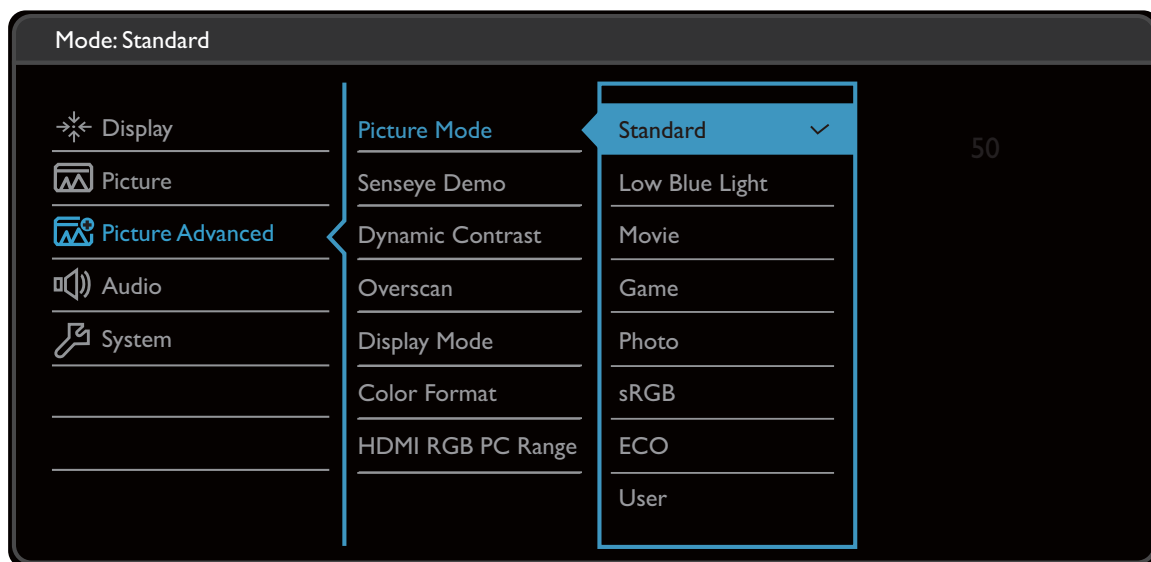 Mode: Standard
Display
Picture
Picture Advanced
Audio
System
Picture Mode
Senseye Demo
Dynamic Contrast
Overscan
Display Mode
Color Format
HDMI RGB PC Range
Standard
Low Blue Light
Movie
Game
Photo
sRGB
ECO
User
50